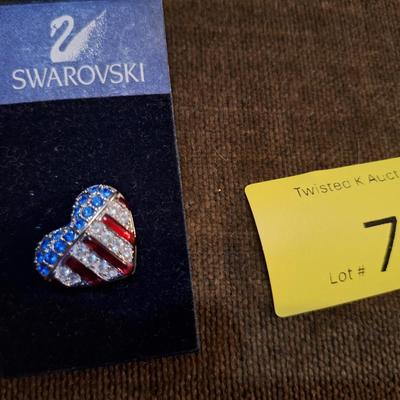 SWAROVSKI
Twisted K Auct
7
Lot #